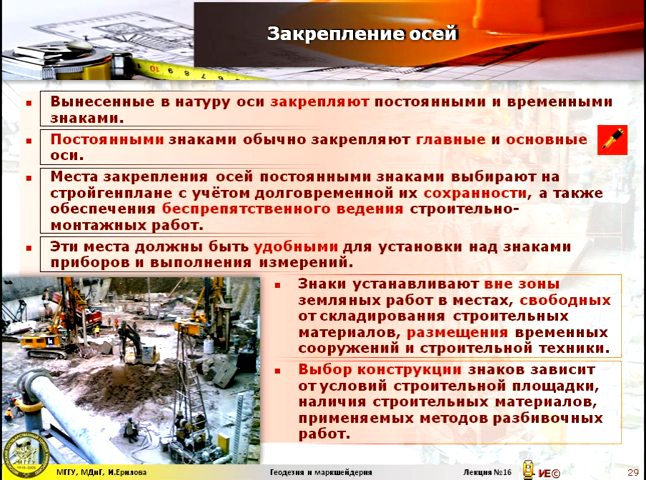 Закрепление осей
Вынесенные в натуру оси закрепляют постоянными и временными
знаками.
Постоянными знаками обычно закрепляют главные и основные
оси.
Места закрепления осей постоянными знаками выбирают на
стройгенплане с учётом долговременной их сохранности, а также
обеспечения беспрепятственного ведения строительно-
монтажных работ.
Эти места должны быть удобными для установки над знаками
приборов и выполнения измерений.
Знаки устанавливают вне зоны
земляных работ в местах, свободных
от складирования строительных
материалов, размещения временных
сооружений и строительной техники.
Выбор конструкции знаков зависит
от условий строительной площадки,
наличия строительных материалов,
применяемых методов разбивочных
работ.
МГГУ, МДиГ, И.Ерилова Геодезия и маркшейдерия Лекция №16 ИЕ© 29